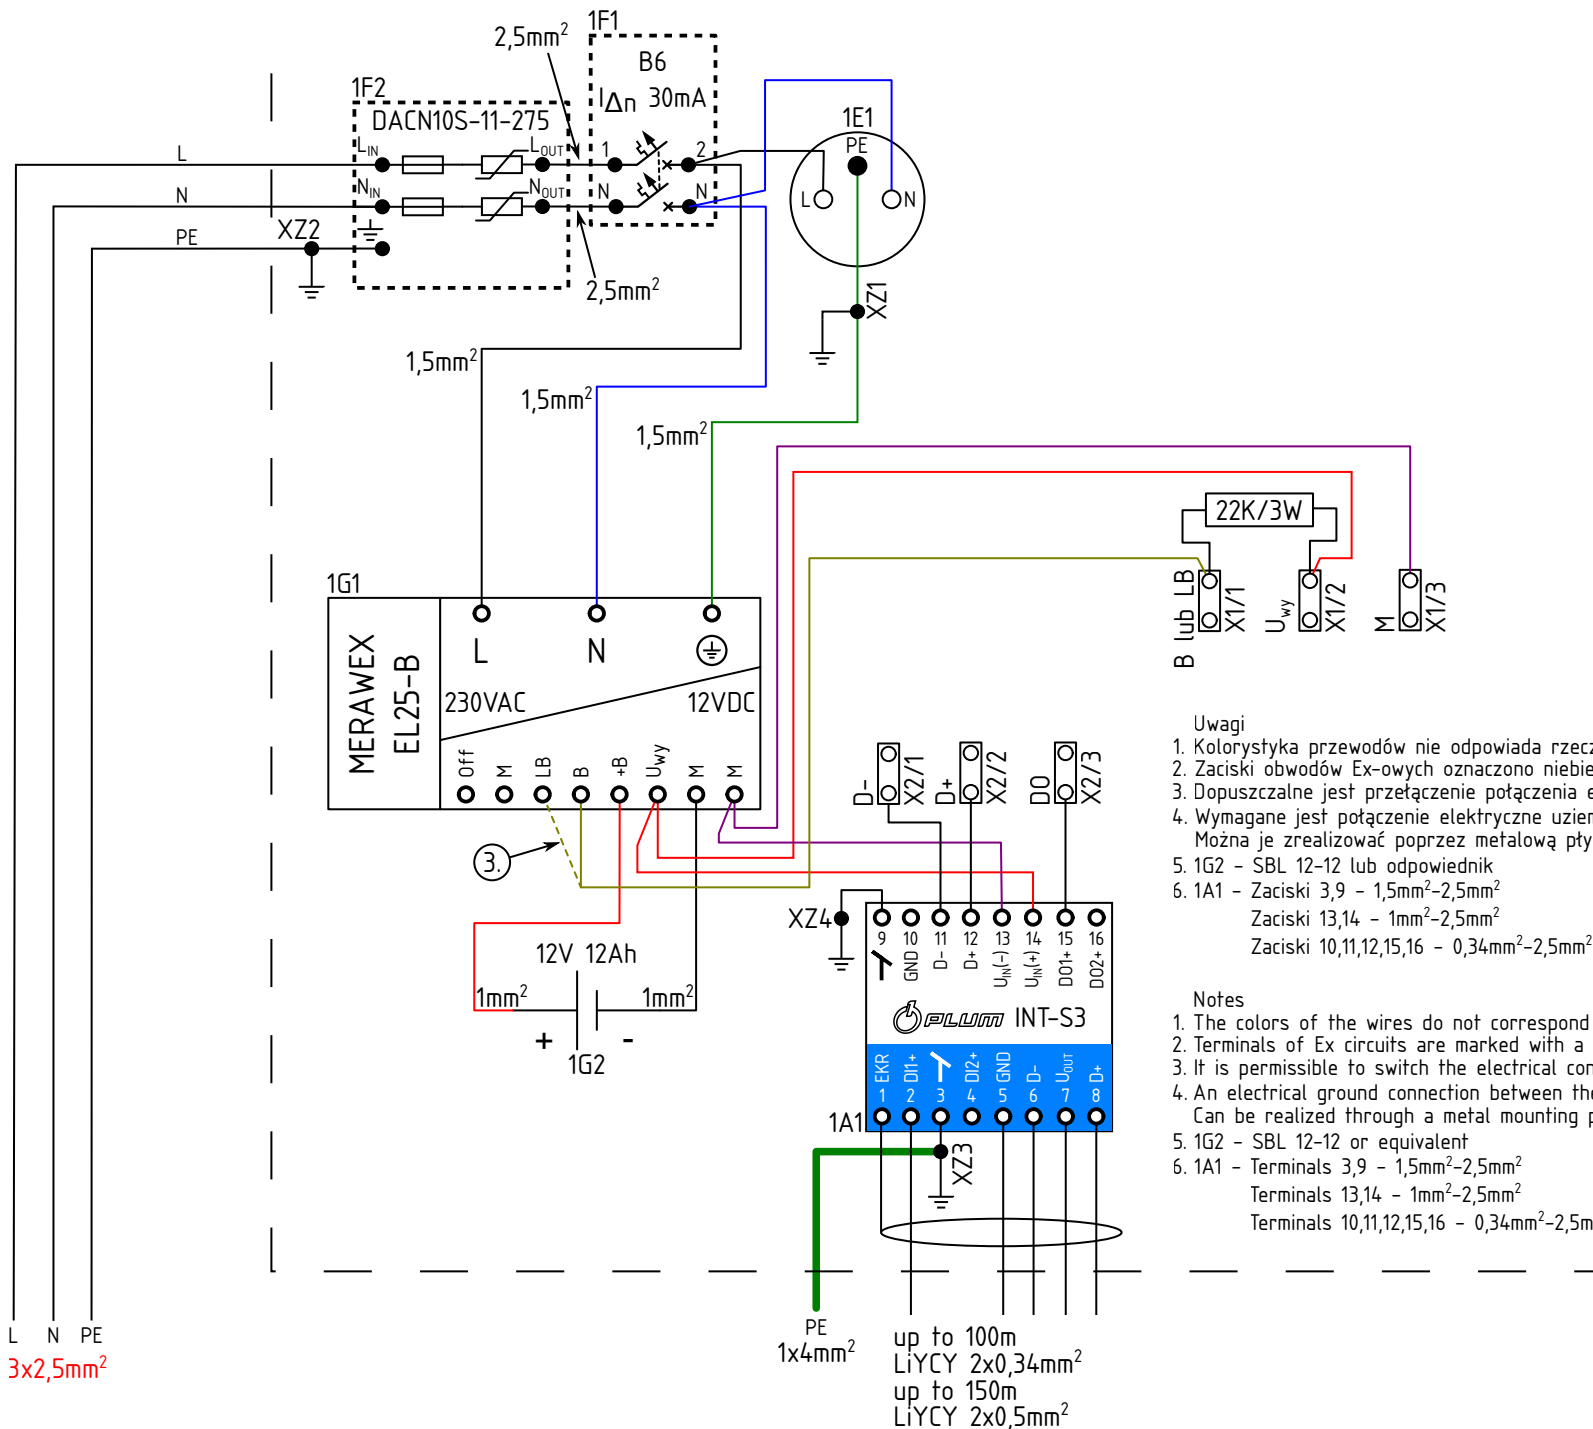 1F1
2,5mm²
B6
IΔn 30mA
1F2
DACN10S-11-275
L
LIN
LOUT
1
2
N
NIN
NOUT
N
N
PE
XZ2
2,5mm²
1E1
PE
L
N
XZ1
1,5mm²
1,5mm²
1,5mm²
22K/3W
B lub LB
X1/1
Uwy
X1/2
M
X1/3
1G1
MERAWEX
EL25-B
L
N
230VAC
12VDC
Off
M
LB
B
+B
Uwy
M
M
3.
D-
X2/1
D+
X2/2
DO
X2/3
XZ4
12V 12Ah
1mm²
1mm²
+
-
1G2
9
10
11
12
13
14
15
16
GND
D-
D+
UIN(-)
UIN(+)
DO1+
DO2+
PLUM INT-S3
EKR
DI1+
DI2+
GND
D-
UOUT
D+
1
2
3
4
5
6
7
8
1A1
XZ3
Uwagi
1. Kolorystyka przewodów nie odpowiada
2. Zaciski obwodów Ex-owych oznaczono
3. Dopuszczalne jest przełączenie połączenia
4. Wymagane jest połączenie elektryczne
Można je zrealizować poprzez metalową
5. 1G2 - SBL 12-12 lub odpowiednik
6. 1A1 - Zaciski 3,9 - 1,5mm²-2,5mm²
Zaciski 13,14 - 1mm²-2,5mm²
Zaciski 10,11,12,15,16 - 0,34mm²-2,5mm²
Notes
1. The colors of the wires do not correspond
2. Terminals of Ex circuits are marked with a
3. It is permissible to switch the electrical
4. An electrical ground connection between
Can be realized through a metal mounting
5. 1G2 - SBL 12-12 or equivalent
6. 1A1 - Terminals 3,9 - 1,5mm²-2,5mm²
Terminals 13,14 - 1mm²-2,5mm²
Terminals 10,11,12,15,16 - 0,34mm²-2,5m
L N PE
3x2,5mm²
PE
1x4mm²
up to 100m
LiYCY 2x0,34mm²
up to 150m
LiYCY 2x0,5mm²